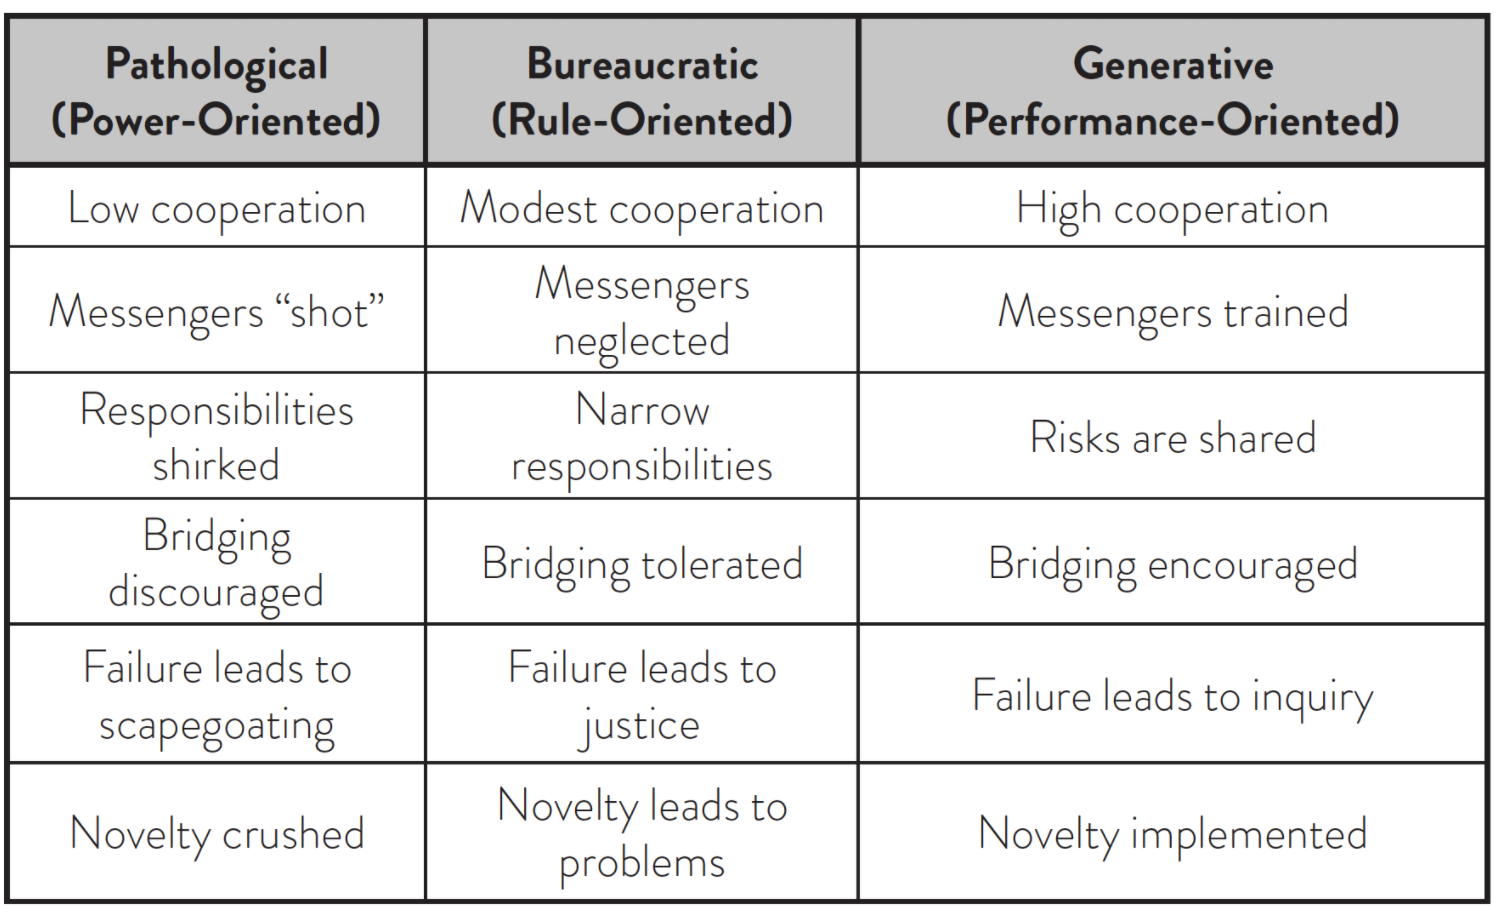 Pathological
(Power-Oriented)
Bureaucratic
(Rule-Oriented)
Generative
(Performance-Oriented)
Low cooperation
Modest cooperation
High cooperation
Messengers “shot”
Messengers
neglected
Messengers trained
Responsibilities
shirked
Narrow
responsibilities
Risks are shared
Bridging
discouraged
Bridging tolerated
Bridging encouraged
Failure leads to
scapegoating
Failure leads to
justice
Failure leads to inquiry
Novelty crushed
Novelty leads to
problems
Novelty implemented